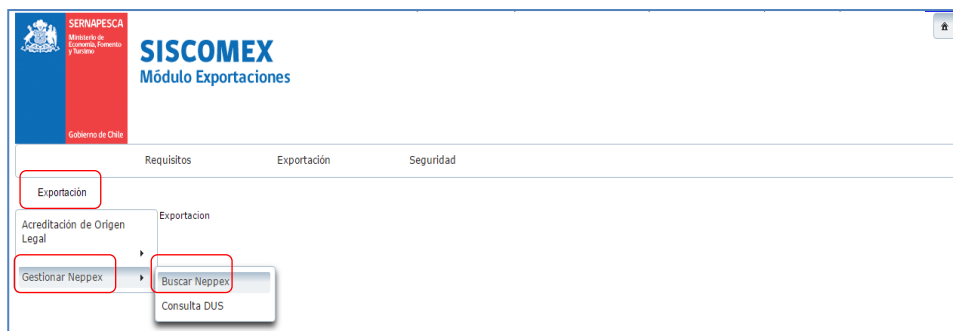 SERNAPESCA
Ministerio de
Economía, Fomento
y Turismo
Gobierno de Chile
SISCOMEX
Módulo Exportaciones
Requisitos Exportación Seguridad
Exportación
Exportacion
Acreditación de Origen
Legal
Gestionar Neppex
Buscar Neppex
Consulta DUS